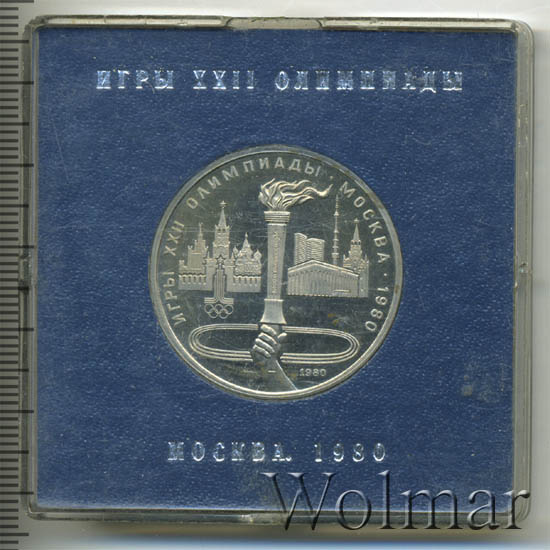 ИГРЫ XXII ОЛИМПИАДЫ
ИГРЫ XXII ОЛИМПИАДЫ · МОСКВА · 1980
1980
МОСКВА. 1980
Wolmar